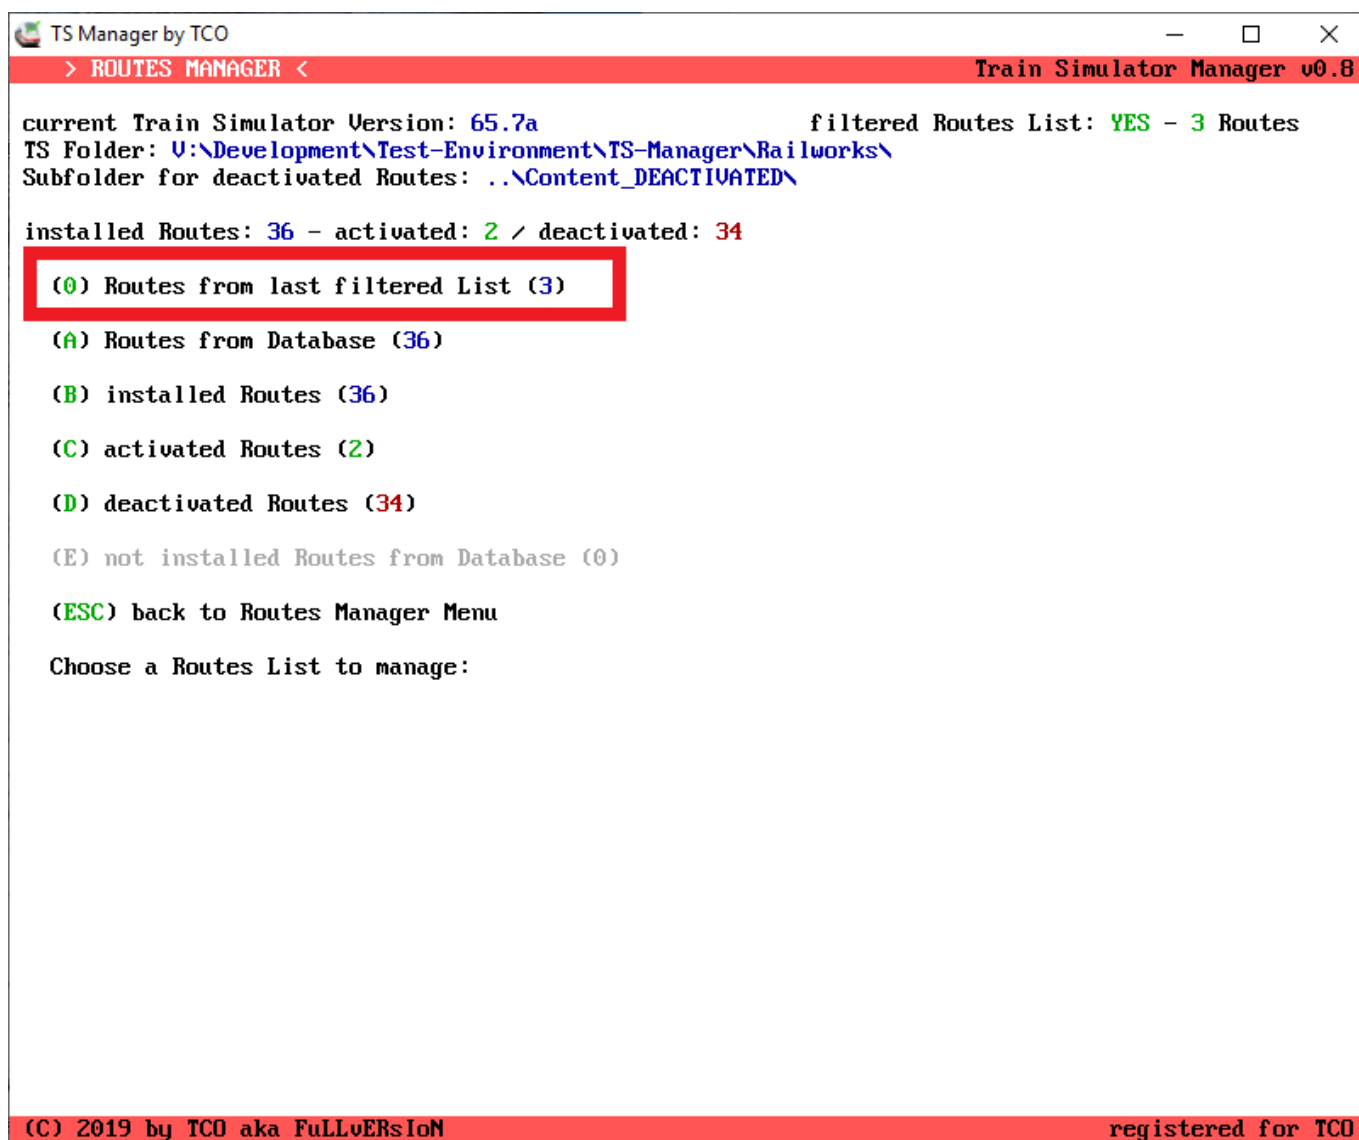 TS Manager by TCO
> ROUTES MANAGER < Train Simulator Manager v0.8
current Train Simulator Version: 65.7a filtered Routes List: YES - 3 Routes
TS Folder: V:\Development\Test-Environment\TS-Manager\Railworks\
Subfolder for deactivated Routes: ..\Content_DEACTIVATED\
installed Routes: 36 - activated: 2 / deactivated: 34
(0) Routes from last filtered List (3)
(A) Routes from Database (36)
(B) installed Routes (36)
(C) activated Routes (2)
(D) deactivated Routes (34)
(E) not installed Routes from Database (0)
(ESC) back to Routes Manager Menu
Choose a Routes List to manage:
(C) 2019 by TCO aka FuLLvERsIoN registered for TCO